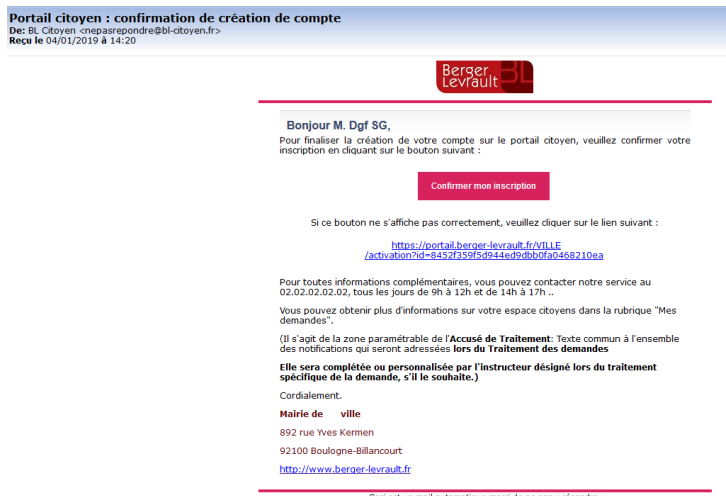 Portail citoyen : confirmation de création de compte
De: BL Citoyen <nepasrepondre@bl-citoyen.fr>
Reçu le 04/01/2019 à 14:20
Berger
Levrault BL
Bonjour M. Dgf SG,
Pour finaliser la création de votre compte sur le portail citoyen, veuillez confirmer votre
inscription en cliquant sur le bouton suivant :
Confirmer mon inscription
Si ce bouton ne s'affiche pas correctement, veuillez cliquer sur le lien suivant :
https://portail.berger-levrault.fr/VILLE
/activation?id=8452f359f5d944ed9dbb0fa0468210ea
Pour toutes informations complémentaires, vous pouvez contacter notre service au
02.02.02.02.02, tous les jours de 9h à 12h et de 14h à 17h ..
Vous pouvez obtenir plus d'informations sur votre espace citoyens dans la rubrique "Mes
demandes".
(Il s'agit de la zone paramétrable de l'Accusé de Traitement: Texte commun à l'ensemble
des notifications qui seront adressées lors du Traitement des demandes
Elle sera complétée ou personnalisée par l'instructeur désigné lors du traitement
spécifique de la demande, s'il le souhaite.)
Cordialement.
Mairie de ville
892 rue Yves Kermen
92100 Boulogne-Billancourt
http://www.berger-levrault.fr